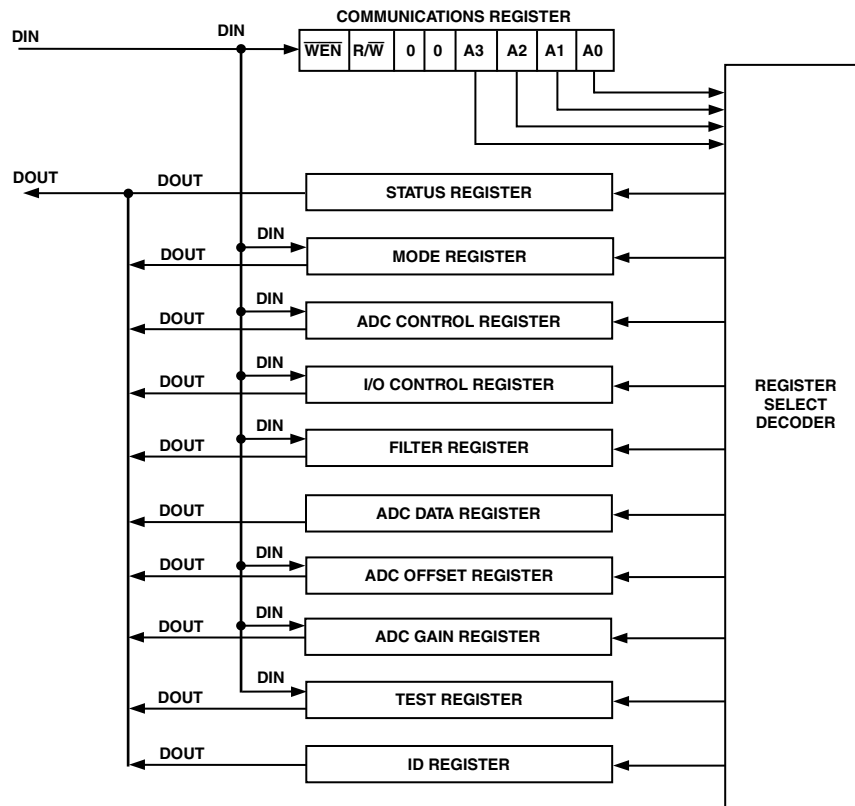 COMMUNICATIONS REGISTER
DIN
DIN
W̅E̅N̅ R/W̅ 0 0 A3 A2 A1 A0
DOUT
DOUT
STATUS REGISTER
DIN
DOUT
MODE REGISTER
DIN
DOUT
ADC CONTROL REGISTER
DIN
DOUT
I/O CONTROL REGISTER
REGISTER
SELECT
DECODER
DIN
DOUT
FILTER REGISTER
DOUT
ADC DATA REGISTER
DIN
DOUT
ADC OFFSET REGISTER
DIN
DOUT
ADC GAIN REGISTER
DIN
DOUT
TEST REGISTER
DOUT
ID REGISTER